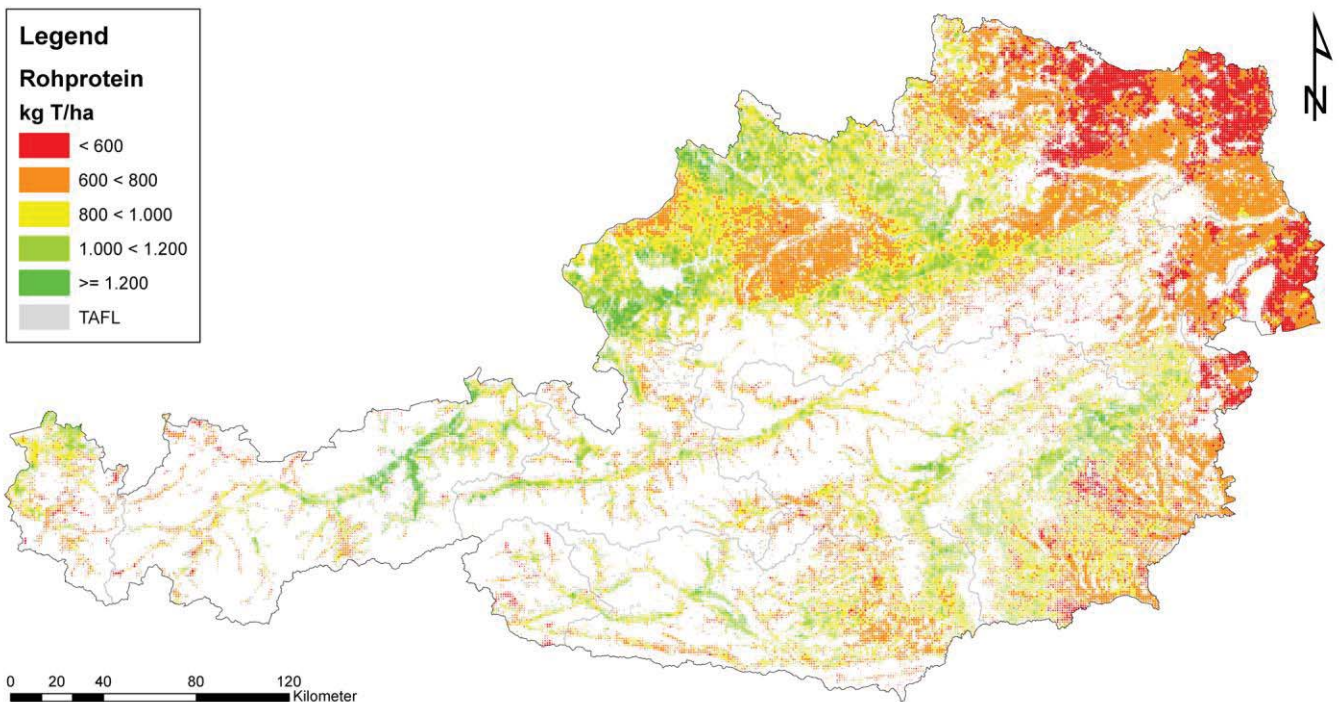 Legend
Rohprotein
kg T/ha
< 600
600 < 800
800 < 1.000
1.000 < 1.200
>= 1.200
TAFL
N
0 20 40 80 120
Kilometer